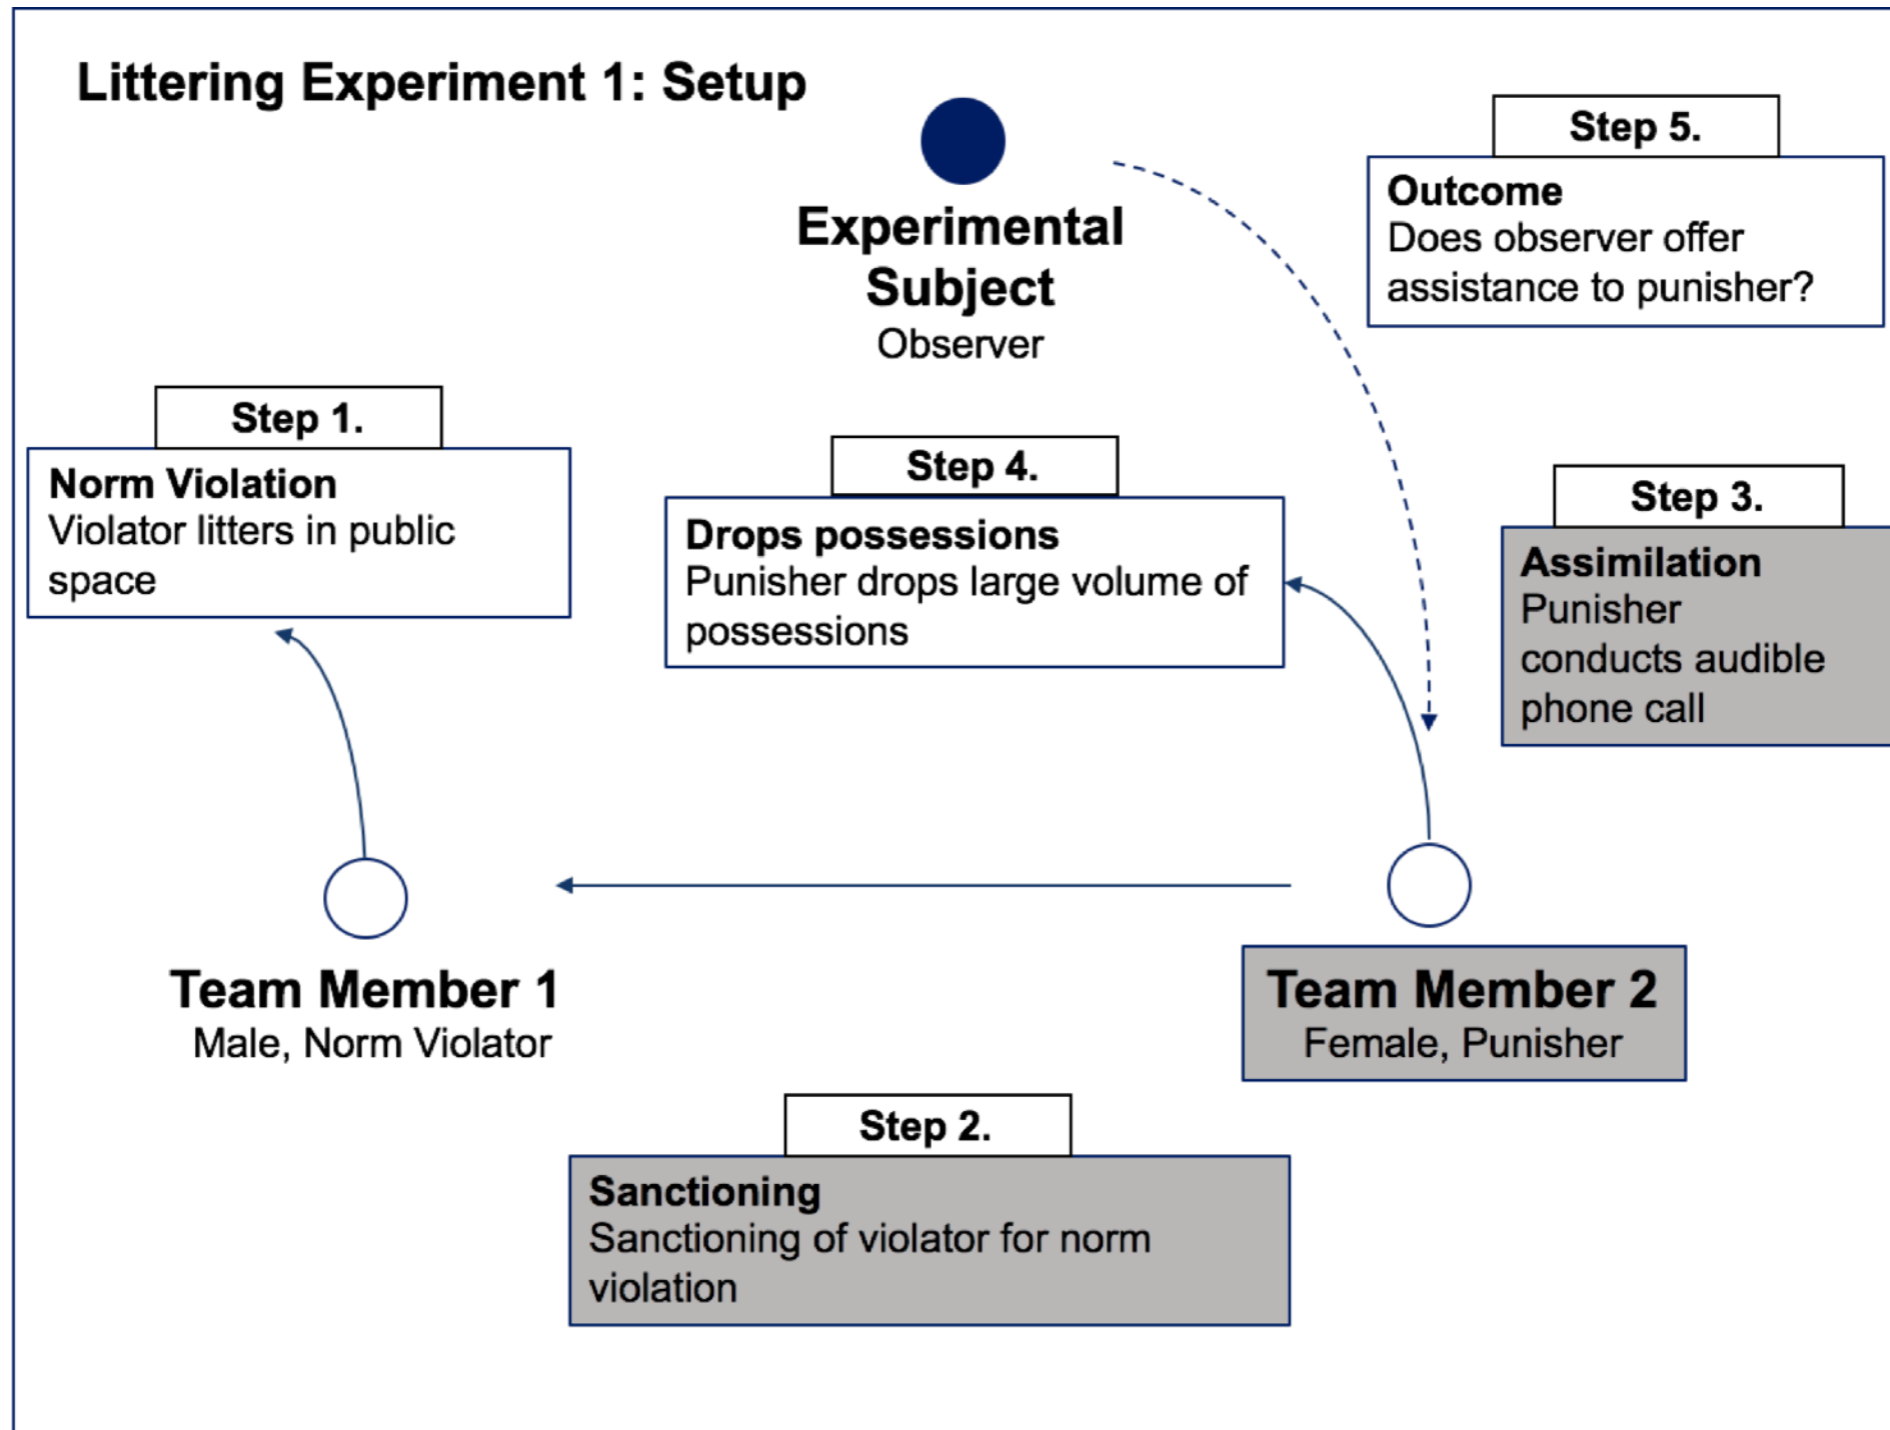 Littering Experiment 1: Setup
Experimental
Subject
Observer
Step 5.
Outcome
Does observer offer
assistance to punisher?
Step 1.
Norm Violation
Violator litters in public
space
Step 4.
Drops possessions
Punisher drops large volume of
possessions
Step 3.
Assimilation
Punisher
conducts audible
phone call
Team Member 1
Male, Norm Violator
Team Member 2
Female, Punisher
Step 2.
Sanctioning
Sanctioning of violator for norm
violation